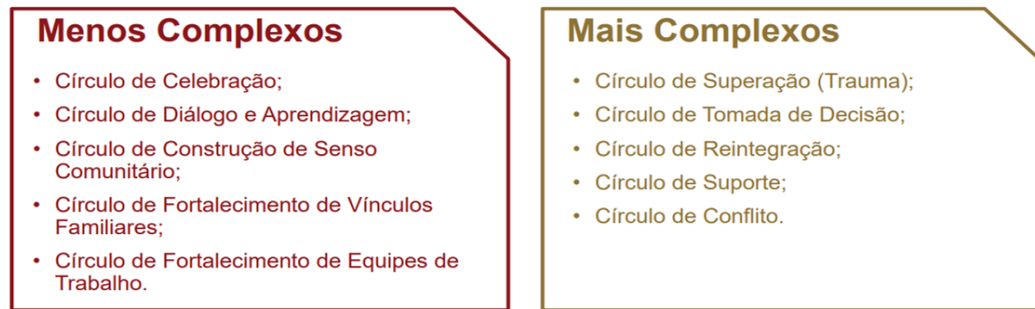 Menos Complexos
• Círculo de Celebração;
• Círculo de Diálogo e Aprendizagem;
• Círculo de Construção de Senso
Comunitário;
• Círculo de Fortalecimento de Vínculos
Familiares;
• Círculo de Fortalecimento de Equipes de
Trabalho.
Mais Complexos
• Círculo de Superação (Trauma);
• Círculo de Tomada de Decisão;
• Círculo de Reintegração;
• Círculo de Suporte;
• Círculo de Conflito.